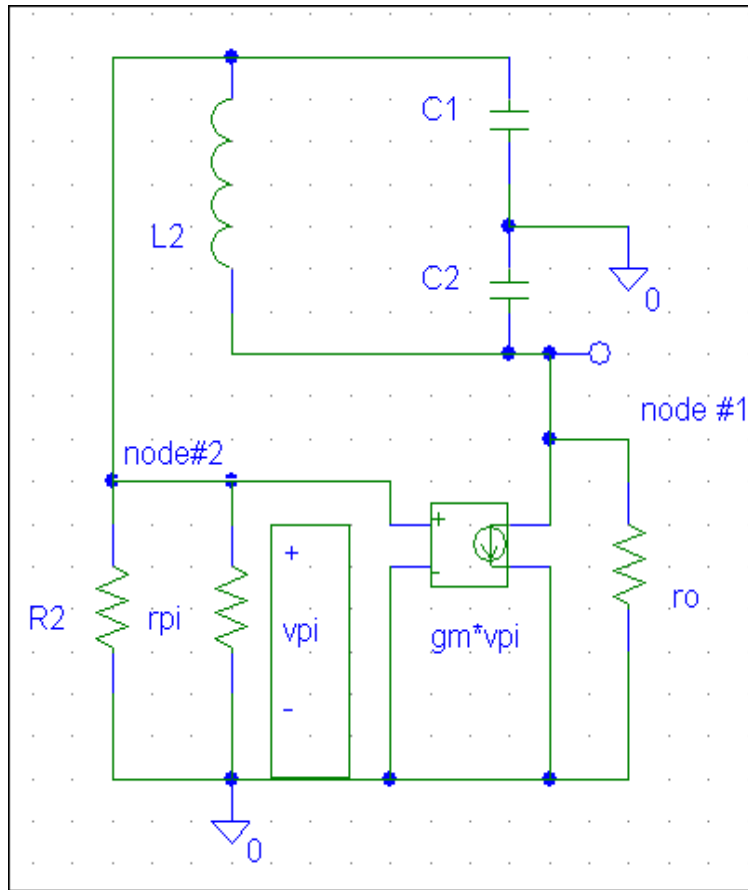 C1
L2
C2
0
node #1
node#2
+
+
-
R2
rpi
vpi
gm*vpi
ro
-
0